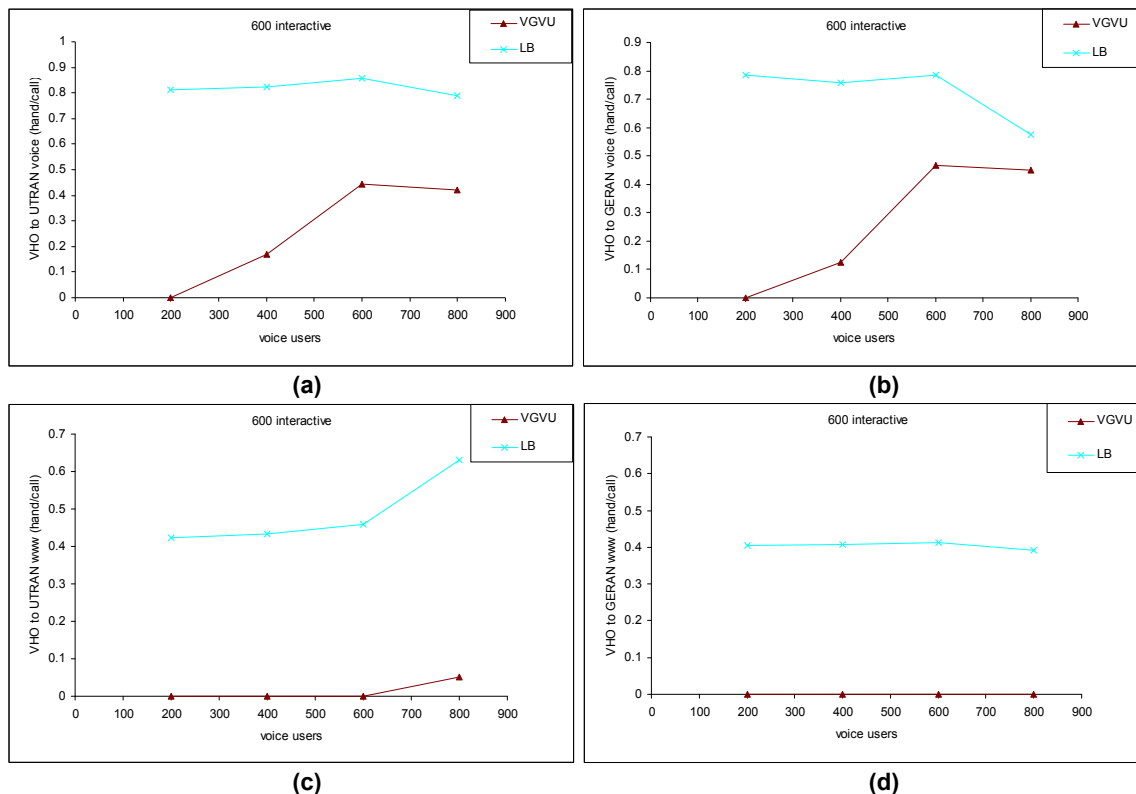 600 interactive
VGVU
LB
VHO to UTRAN voice (hand/call)
1
0.9
0.8
0.7
0.6
0.5
0.4
0.3
0.2
0.1
0
0 100 200 300 400 500 600 700 800 900
voice users
(a)
600 interactive
VGVU
LB
VHO to GERAN voice (hand/call)
0.9
0.8
0.7
0.6
0.5
0.4
0.3
0.2
0.1
0
0 100 200 300 400 500 600 700 800 900
voice users
(b)
600 interactive
VGVU
LB
VHO to UTRAN www (hand/call)
0.7
0.6
0.5
0.4
0.3
0.2
0.1
0
0 100 200 300 400 500 600 700 800 900
voice users
(c)
600 interactive
VGVU
LB
VHO to GERAN www (hand/call)
0.7
0.6
0.5
0.4
0.3
0.2
0.1
0
0 100 200 300 400 500 600 700 800 900
voice users
(d)